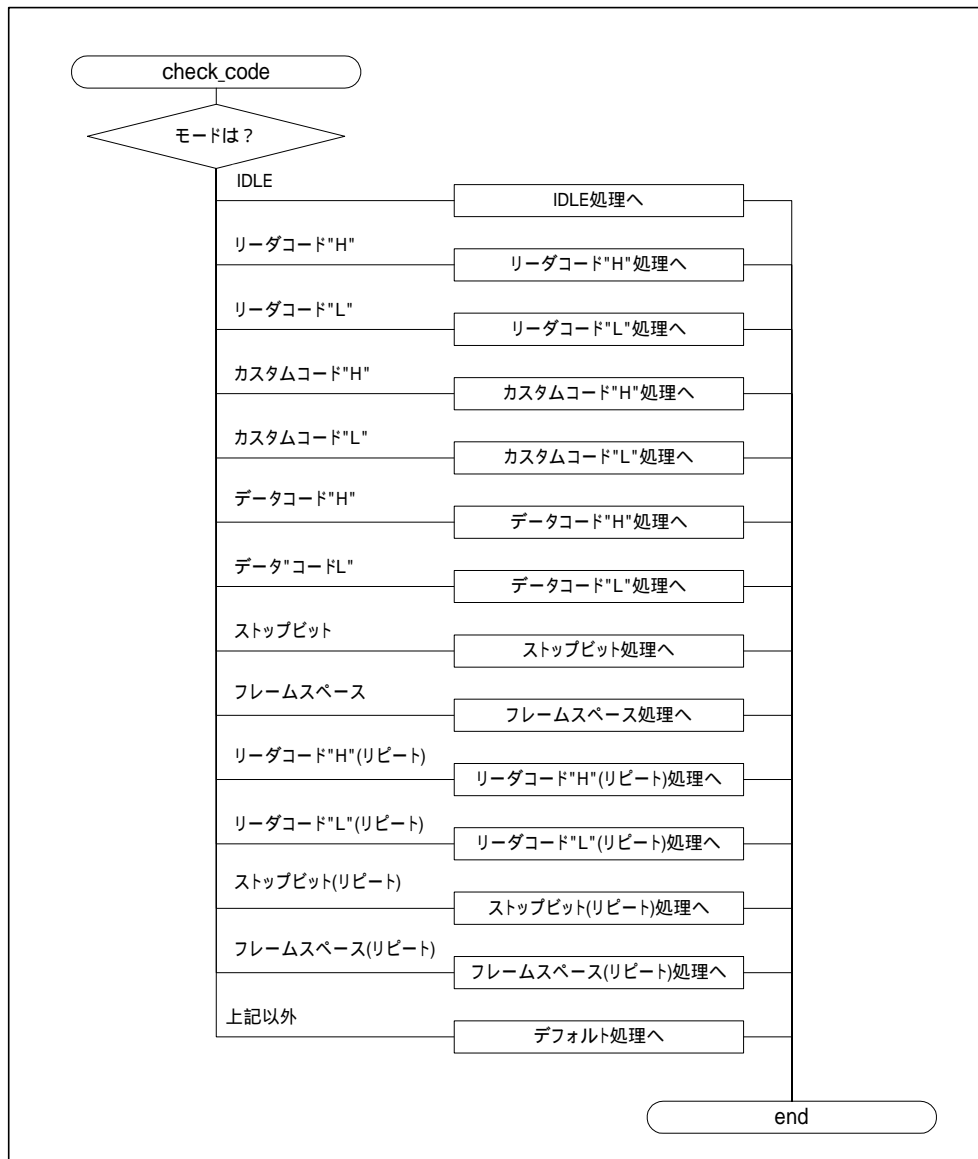 check_code
モードは？
IDLE
IDLE処理へ
リーダコード"H"
リーダコード"H"処理へ
リーダコード"L"
リーダコード"L"処理へ
カスタムコード"H"
カスタムコード"H"処理へ
カスタムコード"L"
カスタムコード"L"処理へ
データコード"H"
データコード"H"処理へ
データ"コードL"
データコード"L"処理へ
ストップビット
ストップビット処理へ
フレームスペース
フレームスペース処理へ
リーダコード"H"(リピート)
リーダコード"H"(リピート)処理へ
リーダコード"L"(リピート)
リーダコード"L"(リピート)処理へ
ストップビット(リピート)
ストップビット(リピート)処理へ
フレームスペース(リピート)
フレームスペース(リピート)処理へ
上記以外
デフォルト処理へ
end